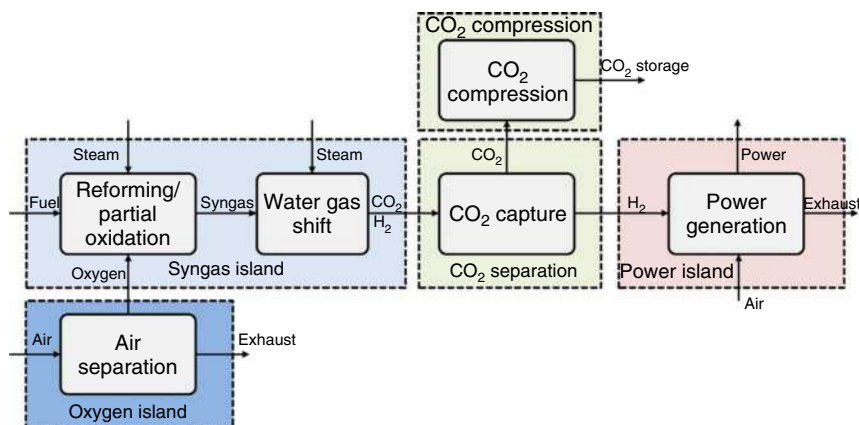 CO2 compression
CO2
compression
CO2 storage
Steam
Steam
CO2
Power
Fuel
Reforming/
partial
oxidation
Syngas
Water gas
shift
CO2
H2
CO2 capture
H2
Power
generation
Exhaust
Oxygen
Syngas island
CO2 separation
Power island
Air
Air
Air
separation
Exhaust
Oxygen island